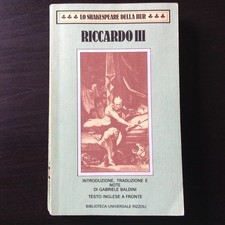 LO SHAKESPEARE DELLA BUR
RICCARDO III
INTRODUZIONE, TRADUZIONE E
NOTE
DI GABRIELE BALDINI
TESTO INGLESE A FRONTE
BIBLIOTECA UNIVERSALE RIZZOLI